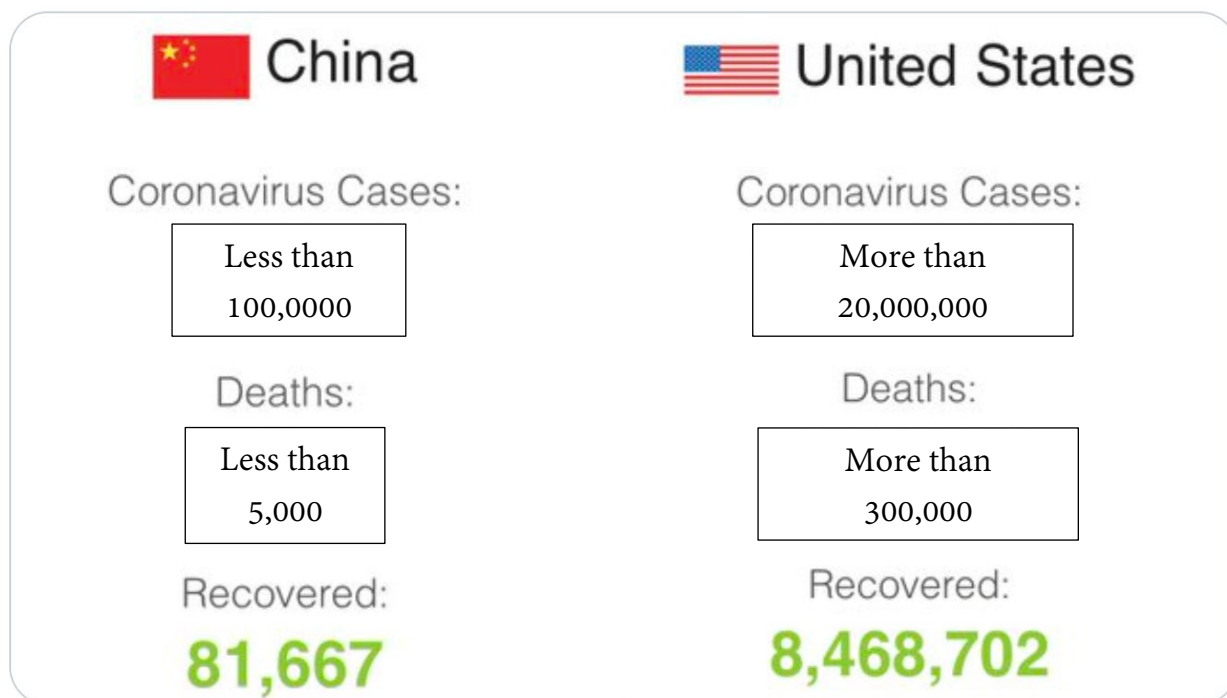 China
Coronavirus Cases:
Less than
100,0000
Deaths:
Less than
5,000
Recovered:
81,667
United States
Coronavirus Cases:
More than
20,000,000
Deaths:
More than
300,000
Recovered:
8,468,702